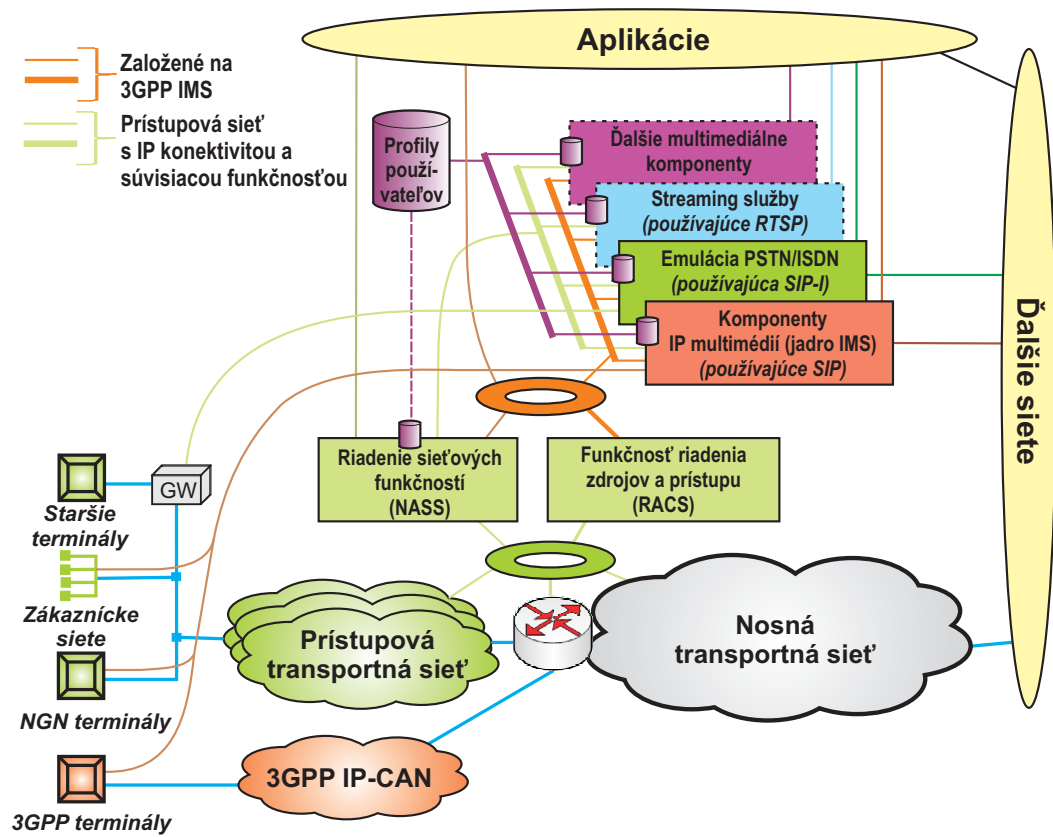 Aplikácie
Založené na
3GPP IMS
Prístupová sieť
s IP konektivitou a
súvisiacou funkčnosťou
Profily
použí-
vateľov
Ďalšie multimediálne
komponenty
Streaming služby
(používajúce RTSP)
Emulácia PSTN/ISDN
(používajúca SIP-I)
Komponenty
IP multimédií (jadro IMS)
(používajúce SIP)
Ďalšie siete
Riadenie sieťových
funkčností
(NASS)
Funkčnosť riadenia
zdrojov a prístupu
(RACS)
GW
Staršie
terminály
Zákaznícke
siete
NGN terminály
3GPP terminály
Prístupová
transportná sieť
Nosná
transportná sieť
3GPP IP-CAN